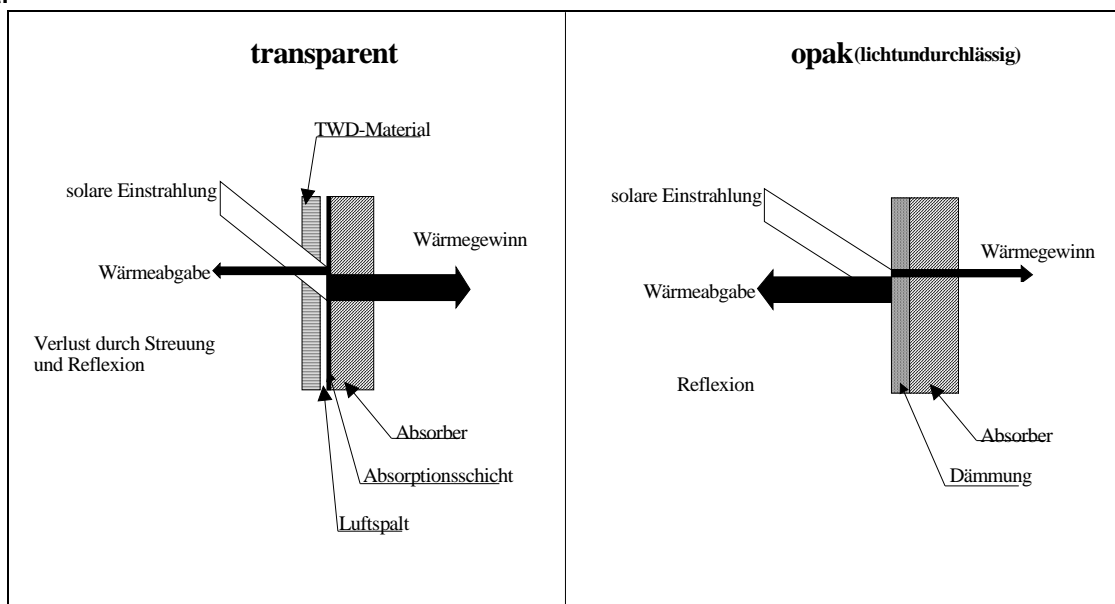 transparent
TWD-Material
solare Einstrahlung
Wärmegewinn
Wärmeabgabe
Verlust durch Streuung
und Reflexion
Absorber
Absorptionsschicht
Luftspalt
opak (lichtundurchlässig)
solare Einstrahlung
Wärmegewinn
Wärmeabgabe
Reflexion
Absorber
Dämmung